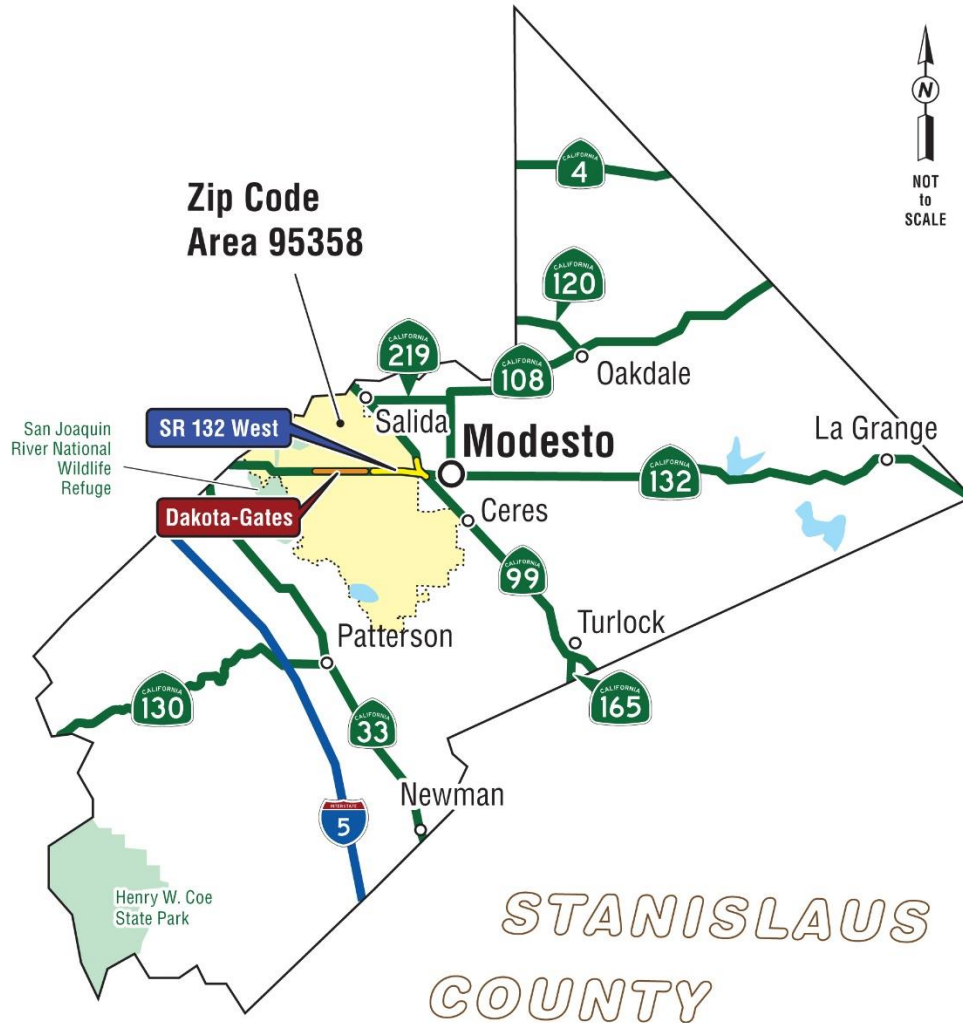 N
NOT
to
SCALE
CALIFORNIA
4
Zip Code
Area 95358
CALIFORNIA
120
CALIFORNIA
219
CALIFORNIA
108
Oakdale
Salida
SR 132 West
San Joaquin
River National
Wildlife
Refuge
Modesto
La Grange
CALIFORNIA
132
Dakota-Gates
Ceres
CALIFORNIA
99
Turlock
Patterson
CALIFORNIA
130
CALIFORNIA
33
CALIFORNIA
165
Newman
INTERSTATE
5
Henry W. Coe
State Park
STANISLAUS
COUNTY